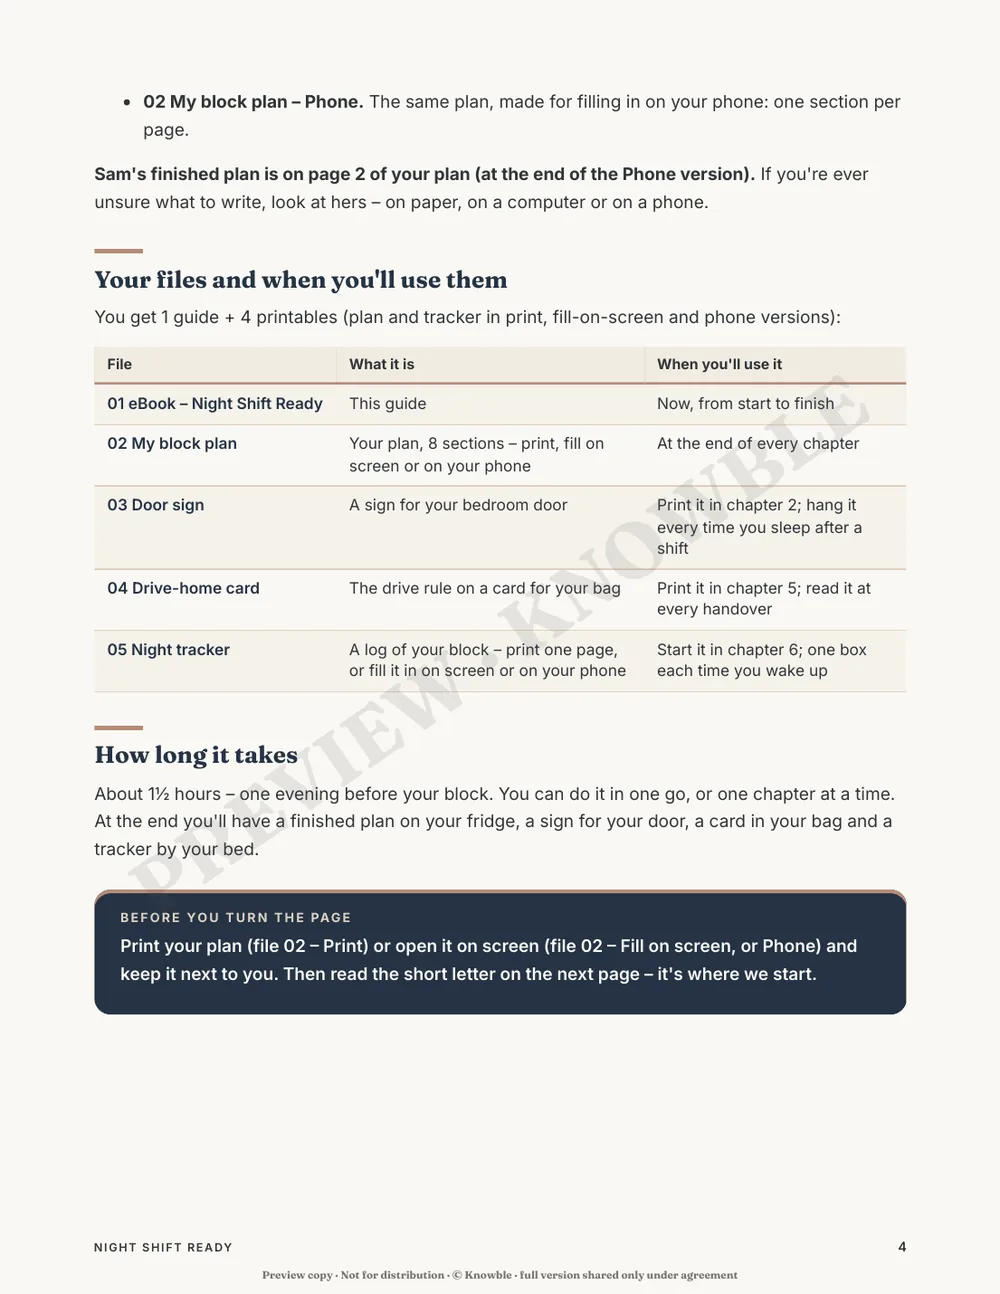 • 02 My block plan – Phone. The same plan, made for filling in on your phone: one section per
page.
Sam's finished plan is on page 2 of your plan (at the end of the Phone version). If you're ever
unsure what to write, look at hers – on paper, on a computer or on a phone.
Your files and when you'll use them
You get 1 guide + 4 printables (plan and tracker in print, fill-on-screen and phone versions):
File What it is When you'll use it
01 eBook – Night Shift Ready This guide Now, from start to finish
02 My block plan Your plan, 8 sections – print, fill on At the end of every chapter
screen or on your phone
03 Door sign A sign for your bedroom door Print it in chapter 2; hang it
every time you sleep after a
shift
04 Drive-home card The drive rule on a card for your bag Print it in chapter 5; read it at
every handover
05 Night tracker A log of your block – print one page, Start it in chapter 6; one box
or fill it in on screen or on your phone each time you wake up
PREVIEW · KNOWBLE
How long it takes
About 1½ hours – one evening before your block. You can do it in one go, or one chapter at a time.
At the end you'll have a finished plan on your fridge, a sign for your door, a card in your bag and a
tracker by your bed.
BEFORE YOU TURN THE PAGE
Print your plan (file 02 – Print) or open it on screen (file 02 – Fill on screen, or Phone) and
keep it next to you. Then read the short letter on the next page – it's where we start.
NIGHT SHIFT READY 4
Preview copy · Not for distribution · © Knowble · full version shared only under agreement